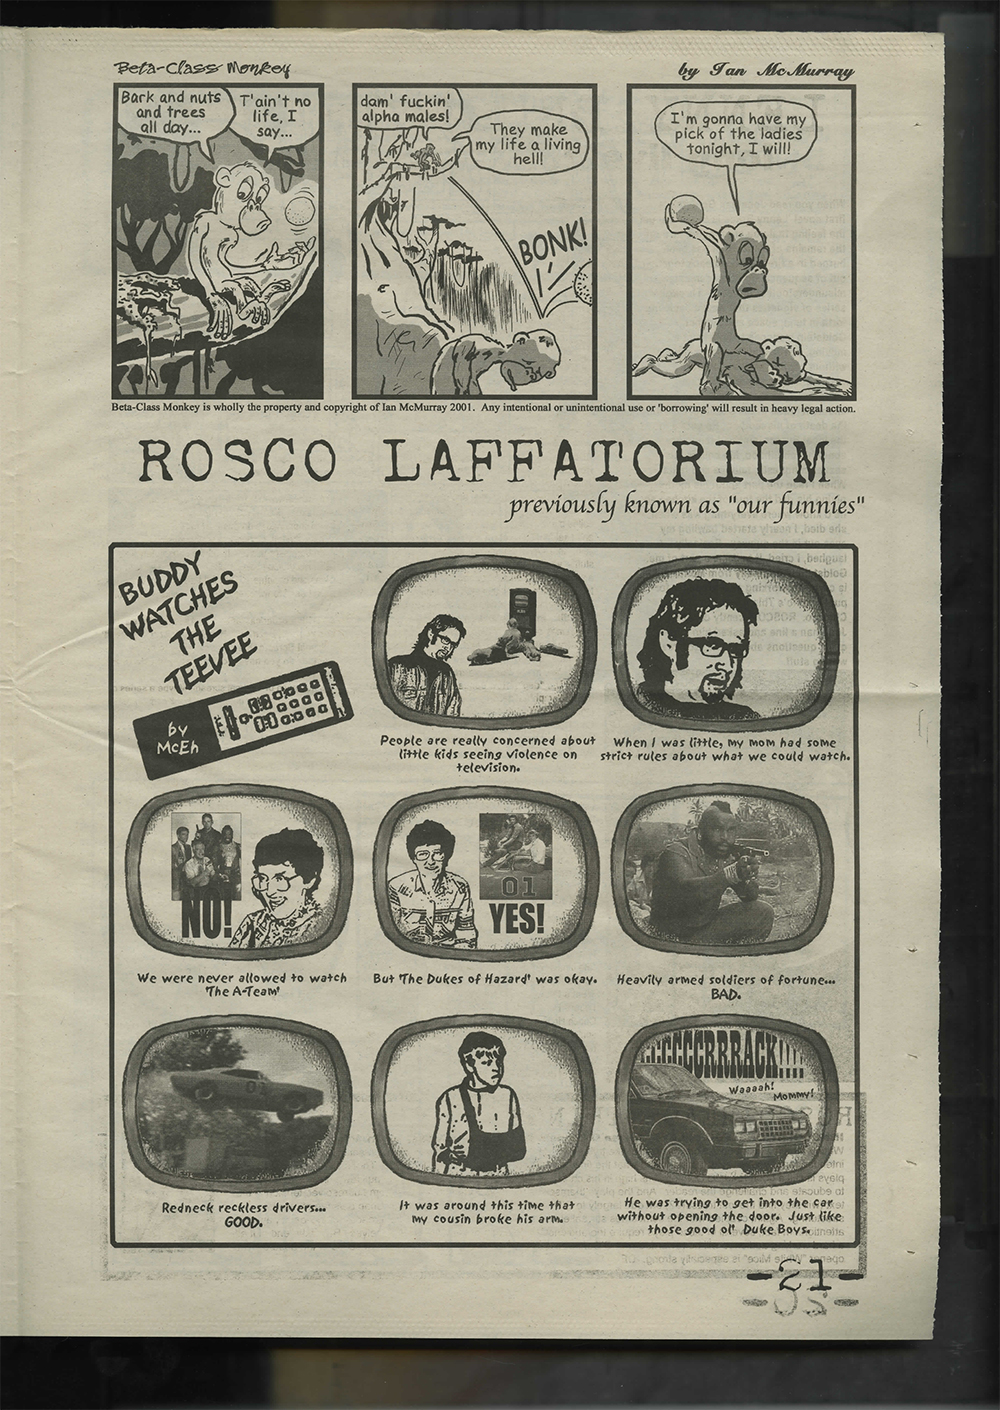 Beta-Class Monkey
by Ian McMurray
Bark and nuts
and trees
all day...
T'ain't no
life, I
say...
dam' fuckin'
alpha males!
They make
my life a living
hell!
BONK!
I'm gonna have my
pick of the ladies
tonight, I will!
Beta-Class Monkey is wholly the property and copyright of Ian McMurray 2001. Any intentional or unintentional use or 'borrowing' will result in heavy legal action.
ROSCO LAFFATORIUM
previously known as "our funnies"
BUDDY
WATCHES
THE
TEEVEE
by
McEh
People are really concerned about
little kids seeing violence on
television.
When I was little, my mom had some
strict rules about what we could watch.
NO!
We were never allowed to watch
'The A-Team'
01
YES!
But 'The Dukes of Hazard' was okay.
Heavily armed soldiers of fortune...
BAD.
Redneck reckless drivers...
GOOD.
It was around this time that
my cousin broke his arm.
CCCCCCRRRACK!!!!
Waaaah!
Mommy!
He was trying to get into the car
without opening the door. Just like
those good ol' Duke Boys.
-21-